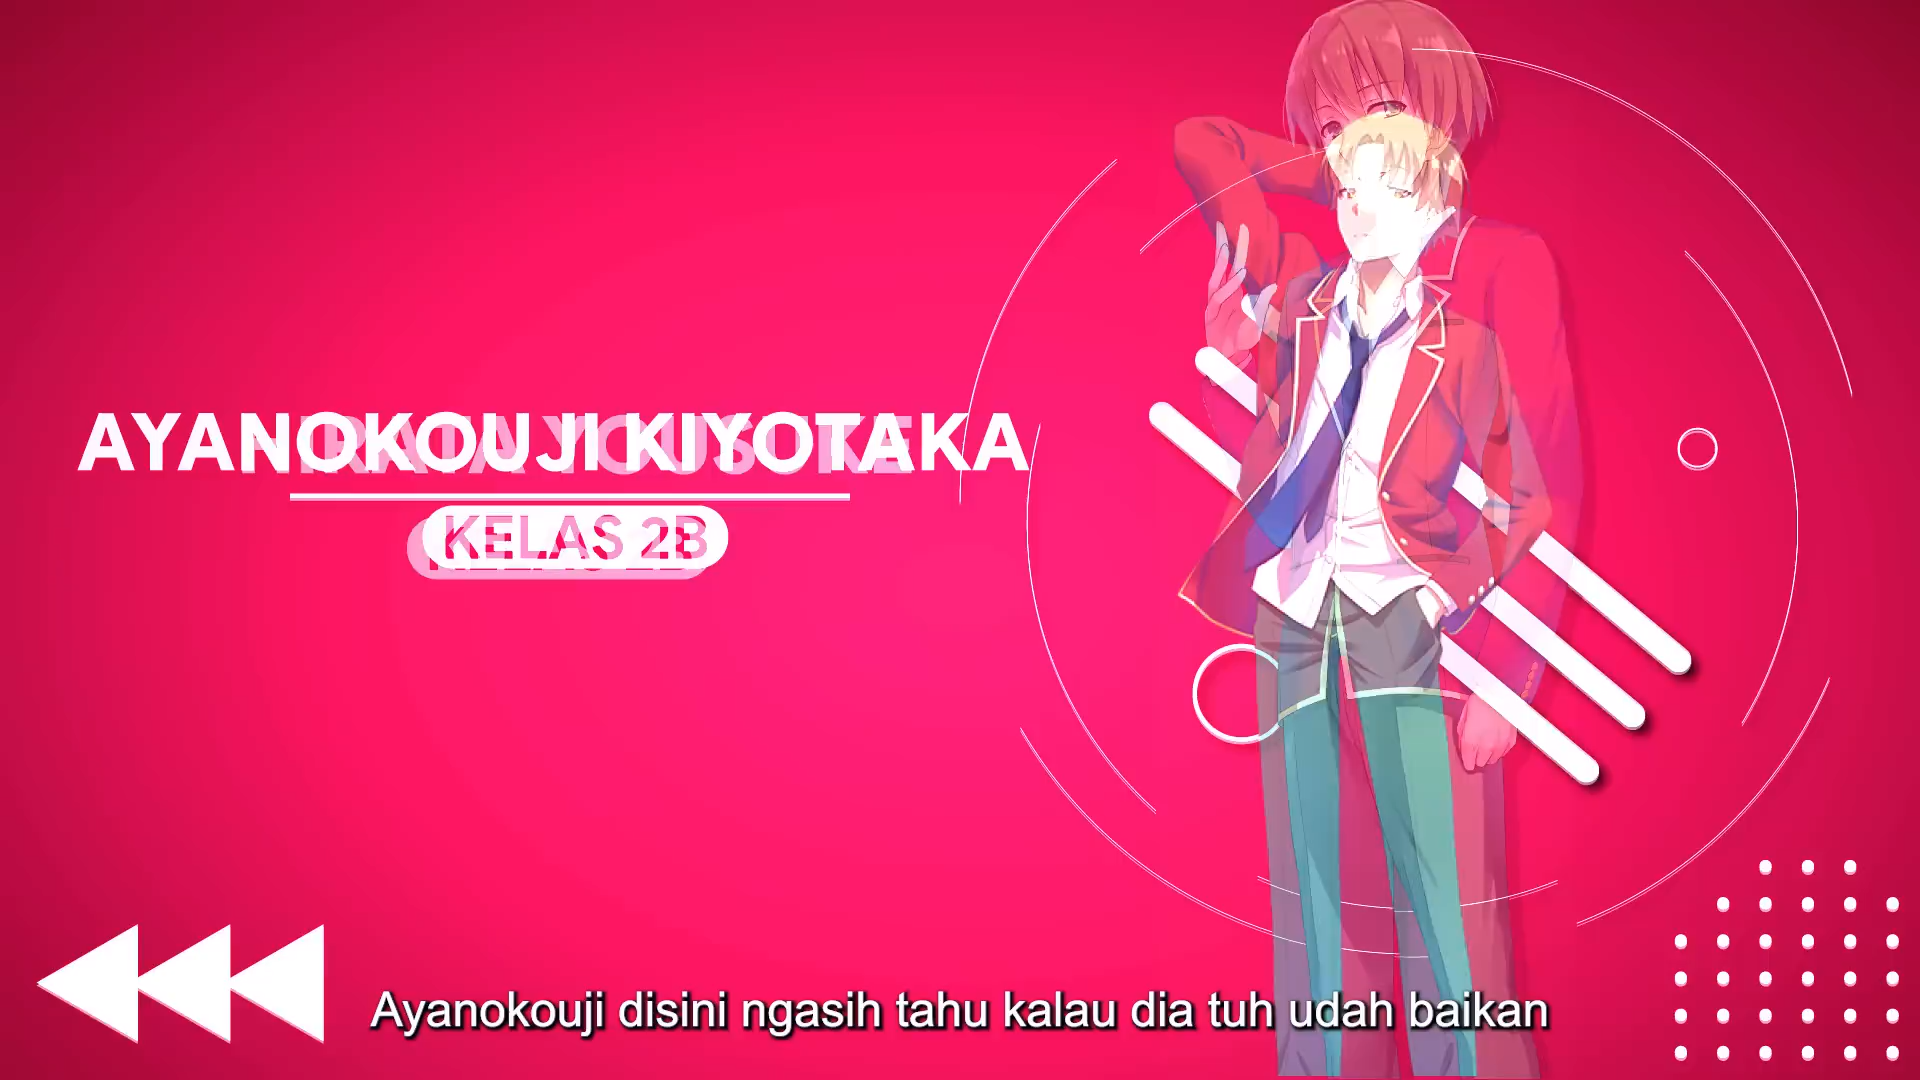 AYANOKOUJI KIYOTAKA
KELAS 2B
Ayanokouji disini ngasih tahu kalau dia tuh udah baikan